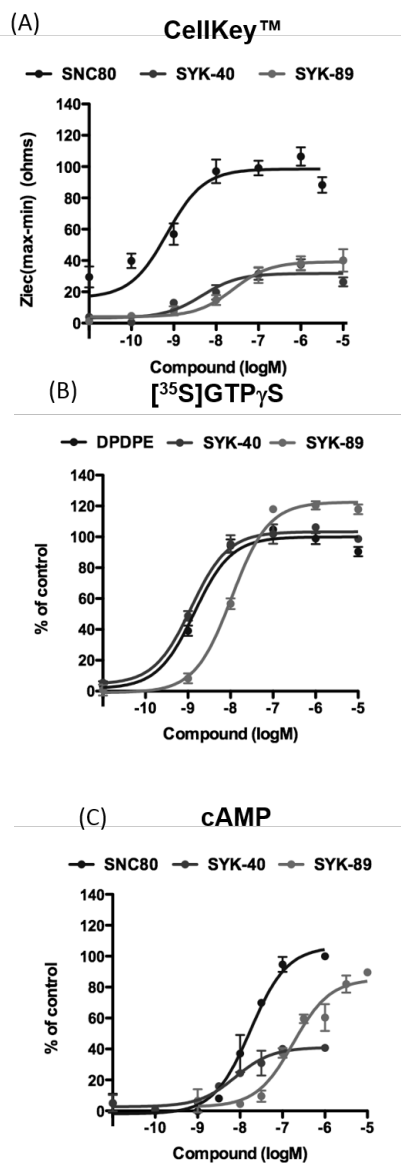 (A)
CellKey™
SNC80 SYK-40 SYK-89
Ziec(max-min) (ohms)
140
120
100
80
60
40
20
0
-10 -9 -8 -7 -6 -5
Compound (logM)
(B)
[³⁵S]GTPγS
DPDPE SYK-40 SYK-89
% of control
140
120
100
80
60
40
20
0
-10 -9 -8 -7 -6 -5
Compound (logM)
(C)
cAMP
SNC80 SYK-40 SYK-89
% of control
140
120
100
80
60
40
20
0
-10 -9 -8 -7 -6 -5
Compound (logM)